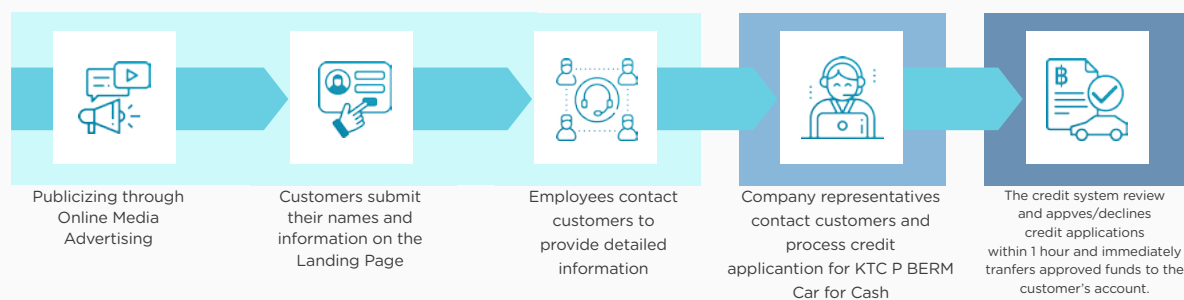 Publicizing through
Online Media
Advertising
Customers submit
their names and
information on the
Landing Page
Employees contact
customers to
provide detailed
information
Company representatives
contact customers and
process credit
applicantion for KTC P BERM
Car for Cash
฿
The credit system review
and appves/declines
credit applications
within 1 hour and immediately
tranfers approved funds to the
customer's account.